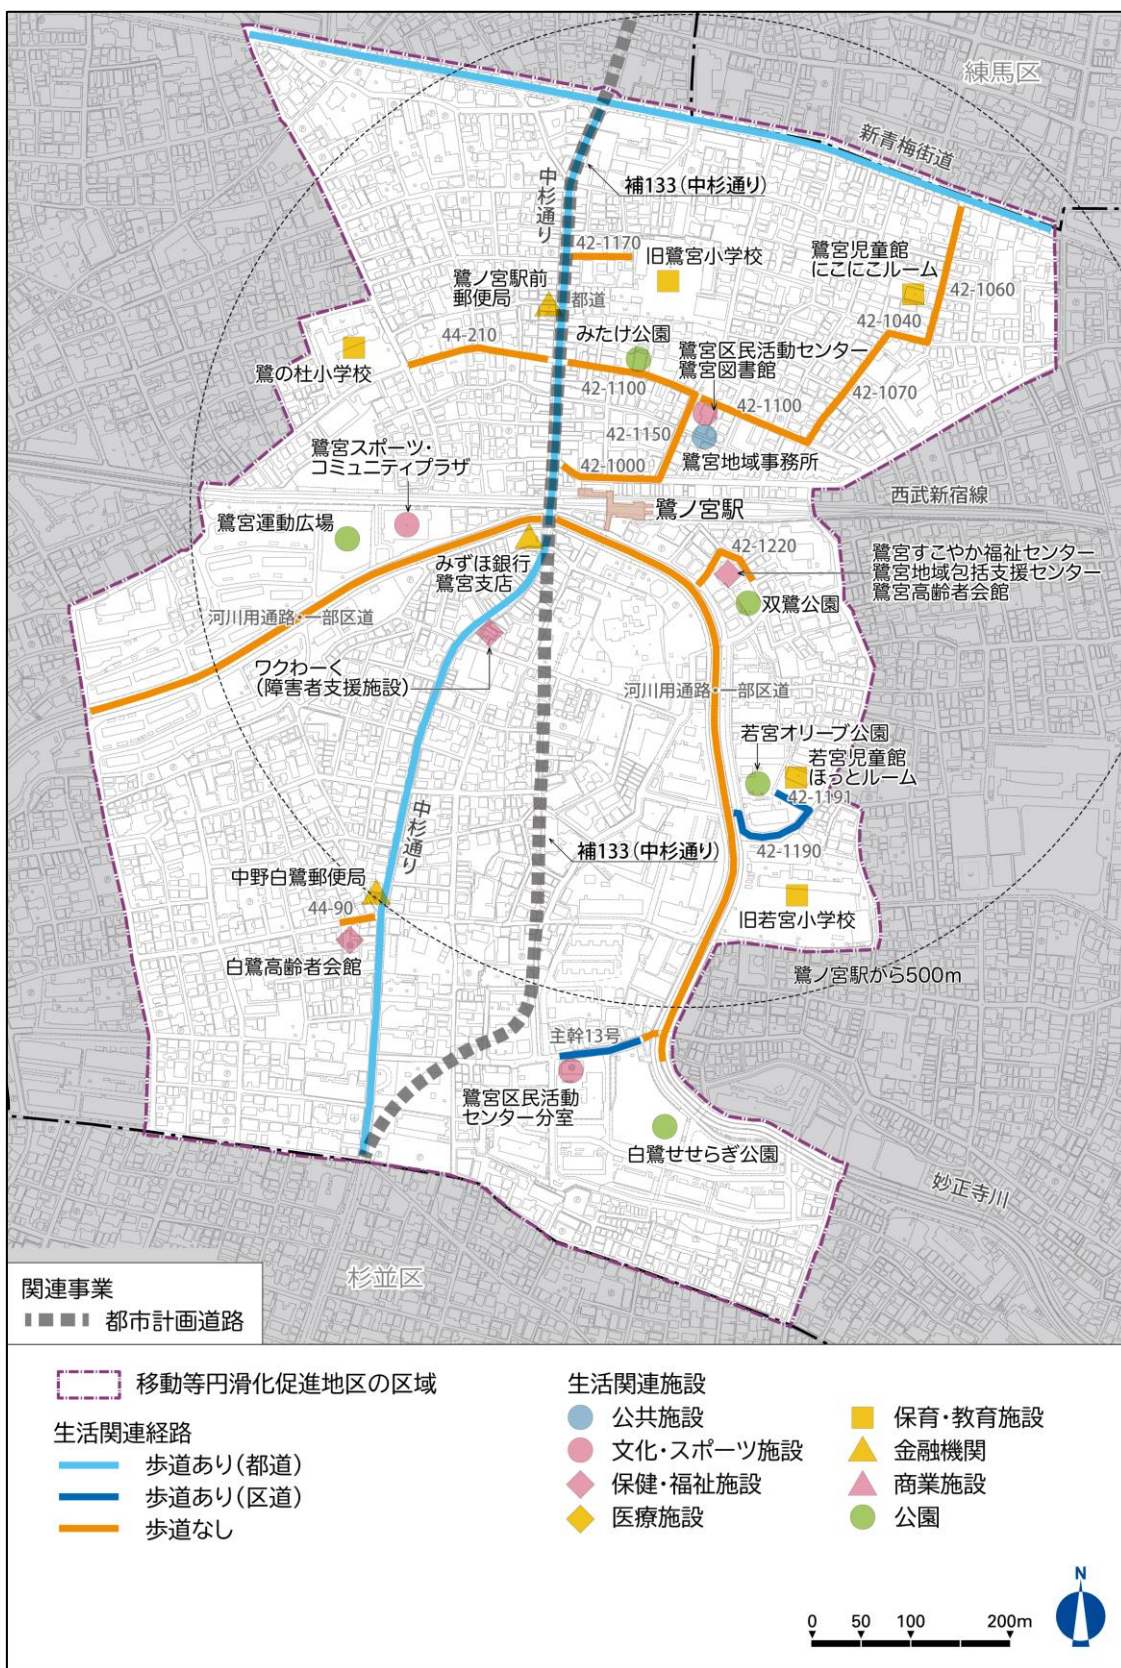 練馬区
新青梅街道
中杉通り
補133(中杉通り)
42-1170
旧鷺宮小学校
鷺宮児童館
にこにこルーム
鷺ノ宮駅前
郵便局
都道
42-1060
42-1040
44-210
みたけ公園
鷺宮区民活動センター
鷺宮図書館
鷺の杜小学校
42-1100
42-1100
42-1070
42-1150
鷺宮スポーツ・
コミュニティプラザ
42-1000
鷺宮地域事務所
西武新宿線
鷺宮運動広場
鷺ノ宮駅
42-1220
みずほ銀行
鷺宮支店
鷺宮すこやか福祉センター
鷺宮地域包括支援センター
鷺宮高齢者会館
双鷺公園
河川用通路・一部区道
ワクわーく
(障害者支援施設)
河川用通路・一部区道
若宮オリーブ公園
若宮児童館
ほっとルーム
42-1191
中杉通り
補133(中杉通り)
42-1190
中野白鷺郵便局
44-90
旧若宮小学校
白鷺高齢者会館
鷺ノ宮駅から500m
主幹13号
鷺宮区民活動
センター分室
白鷺せせらぎ公園
妙正寺川
杉並区
関連事業
都市計画道路
移動等円滑化促進地区の区域
生活関連経路
歩道あり(都道)
歩道あり(区道)
歩道なし
生活関連施設
公共施設
文化・スポーツ施設
保健・福祉施設
医療施設
保育・教育施設
金融機関
商業施設
公園
N
0 50 100 200m